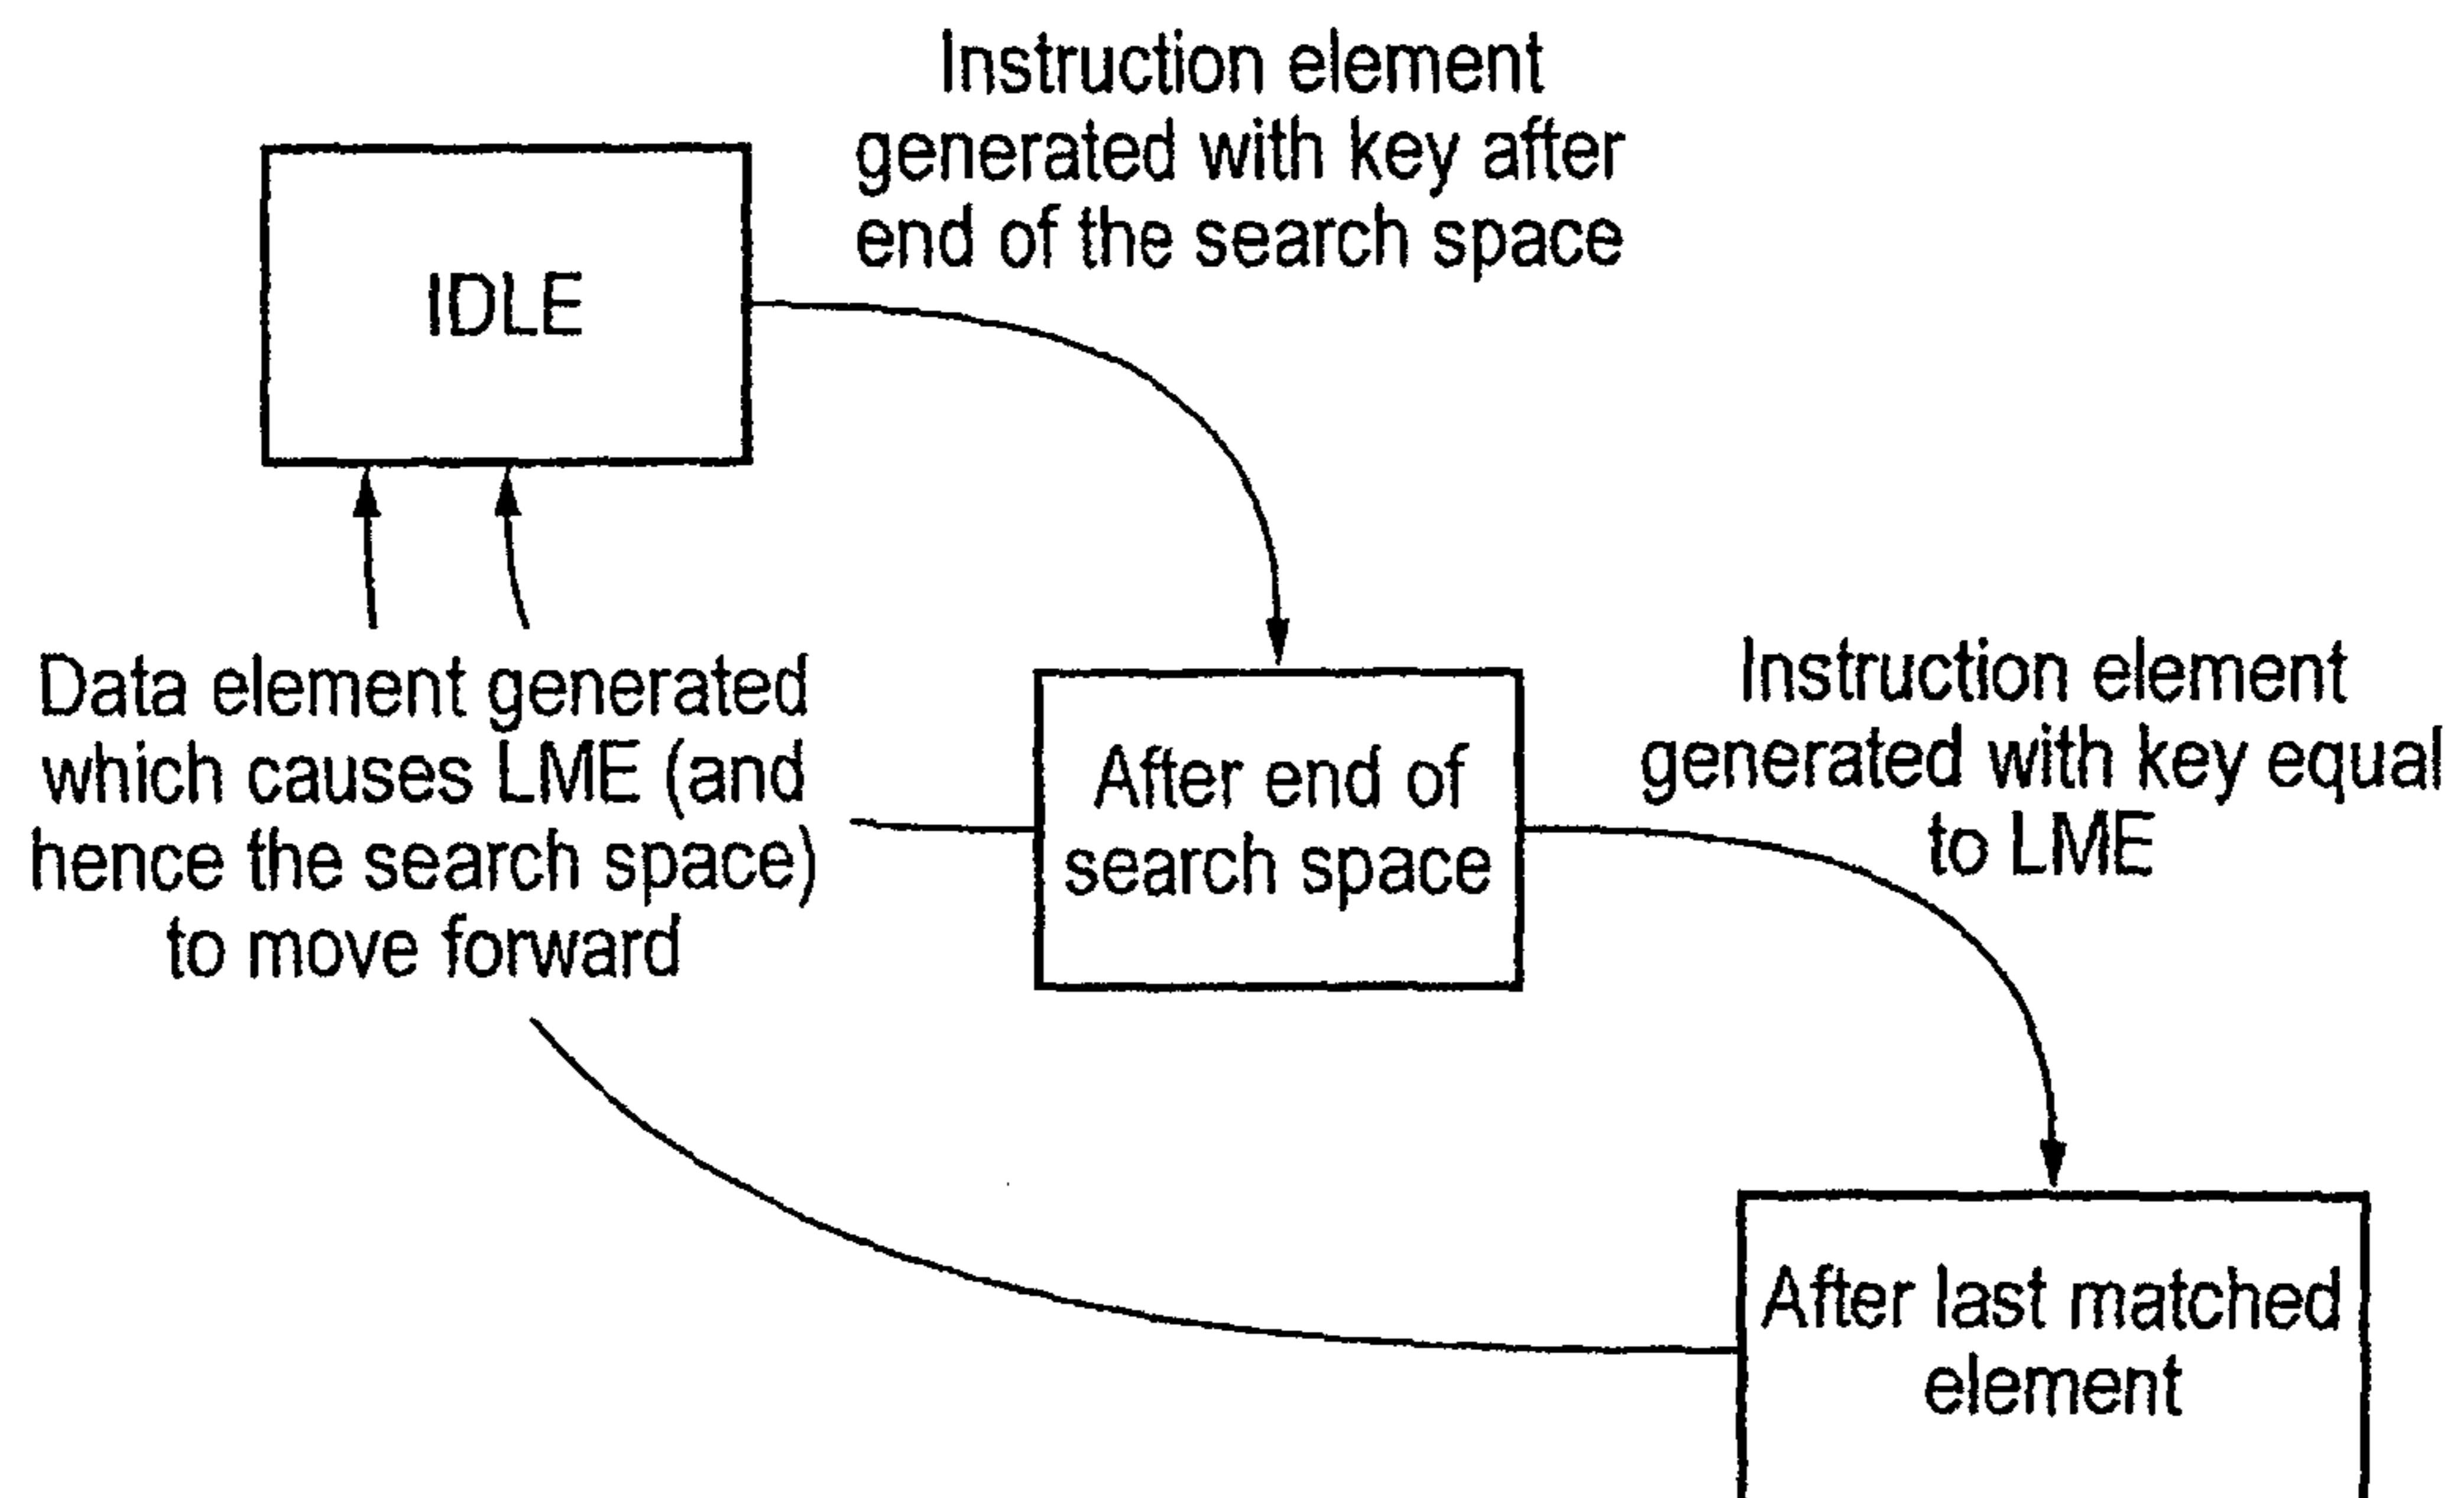 Instruction element
generated with key after
end of the search space
IDLE
Data element generated
which causes LME (and
hence the search space)
to move forward
After end of
search space
Instruction element
generated with key equal
to LME
After last matched
element